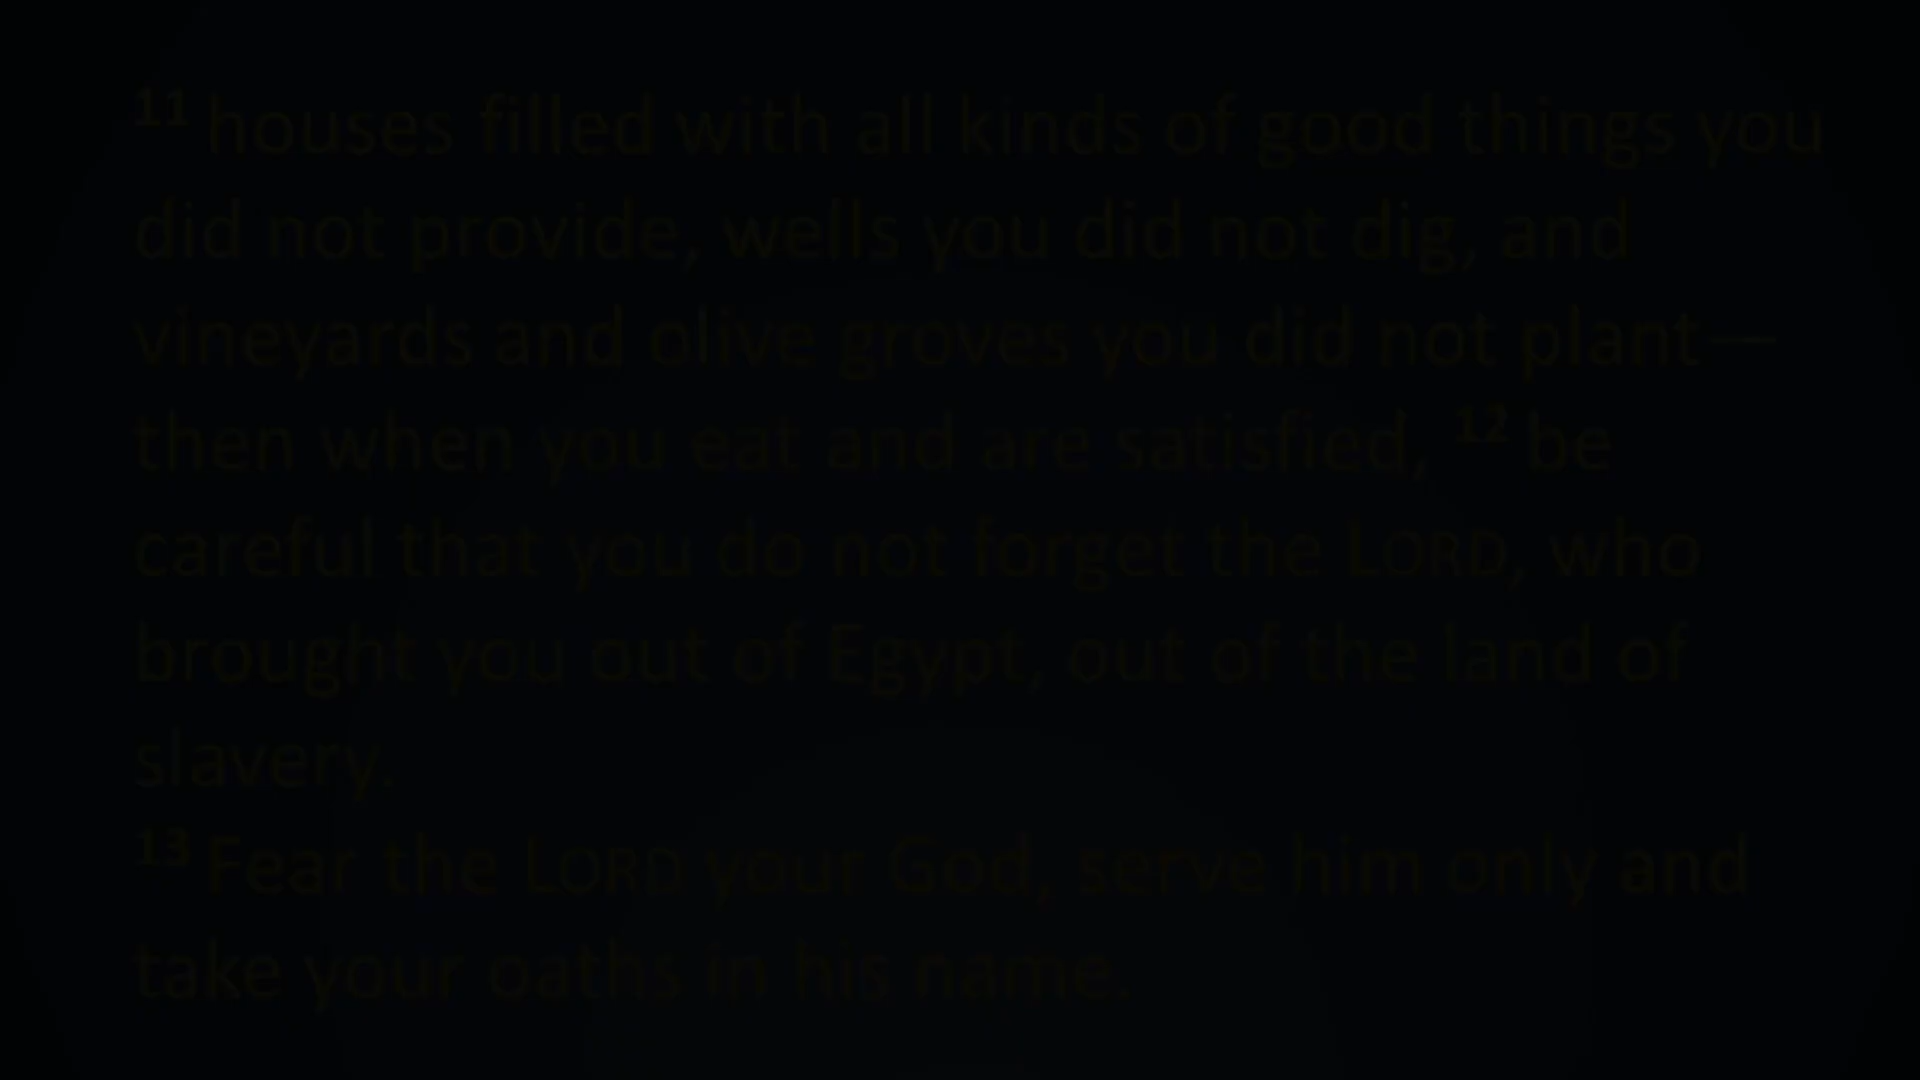 11 houses filled with all kinds of good things you
did not provide, wells you did not dig, and
vineyards and olive groves you did not plant—
then when you eat and are satisfied, 12 be
careful that you do not forget the LORD, who
brought you out of Egypt, out of the land of
slavery.
13 Fear the LORD your God, serve him only and
take your oaths in his name.